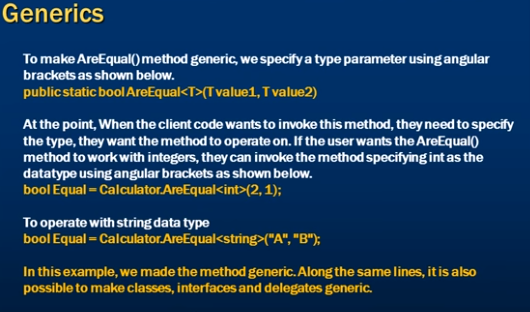 Generics
To make AreEqual() method generic, we specify a type parameter using angular
brackets as shown below.
public static bool AreEqual<T>(T value1, T value2)
At the point, When the client code wants to invoke this method, they need to specify
the type, they want the method to operate on. If the user wants the AreEqual()
method to work with integers, they can invoke the method specifying int as the
datatype using angular brackets as shown below.
bool Equal = Calculator.AreEqual<int>(2, 1);
To operate with string data type
bool Equal = Calculator.AreEqual<string>("A", "B");
In this example, we made the method generic. Along the same lines, it is also
possible to make classes, interfaces and delegates generic.